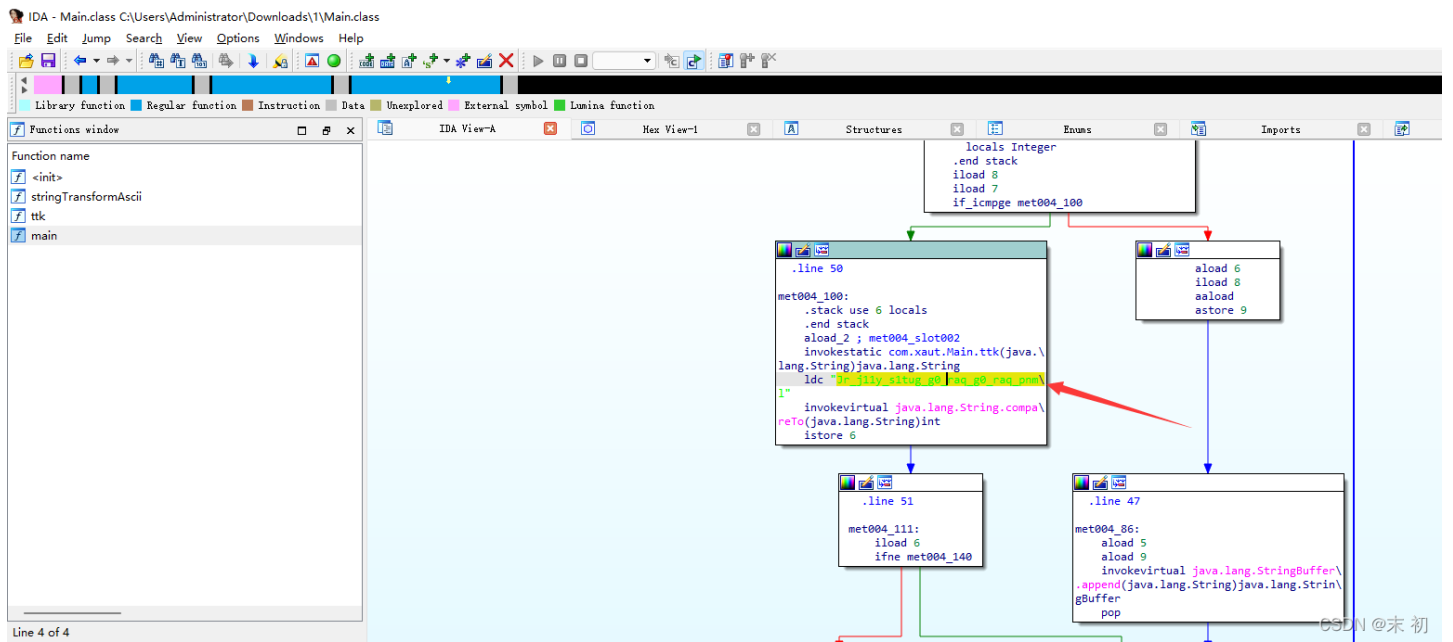 IDA - Main.class C:\Users\Administrator\Downloads\1\Main.class
File Edit Jump Search View Options Windows Help
Library function Regular function Instruction Data Unexplored External symbol Lumina function
Functions window
IDA View-A Hex View-1 Structures Enums Imports
Function name
<init>
stringTransformAscii
ttk
main
Line 4 of 4
locals Integer
.end stack
iload 8
iload 7
if_icmpge met004_100
.line 50
met004_100:
.stack use 6 locals
.end stack
aload_2 ; met004_slot002
invokestatic com.xaut.Main.ttk(java.\
lang.String)java.lang.String
ldc "Jr_j11y_s1tug_g0_raq_g0_raq_pnm\
1"
invokevirtual java.lang.String.compa\
reTo(java.lang.String)int
istore 6
aload 6
iload 8
aaload
astore 9
.line 51
met004_111:
iload 6
ifne met004_140
.line 47
met004_86:
aload 5
aload 9
invokevirtual java.lang.StringBuffer\
.append(java.lang.String)java.lang.Strin\
gBuffer
pop
CSDN @末 初